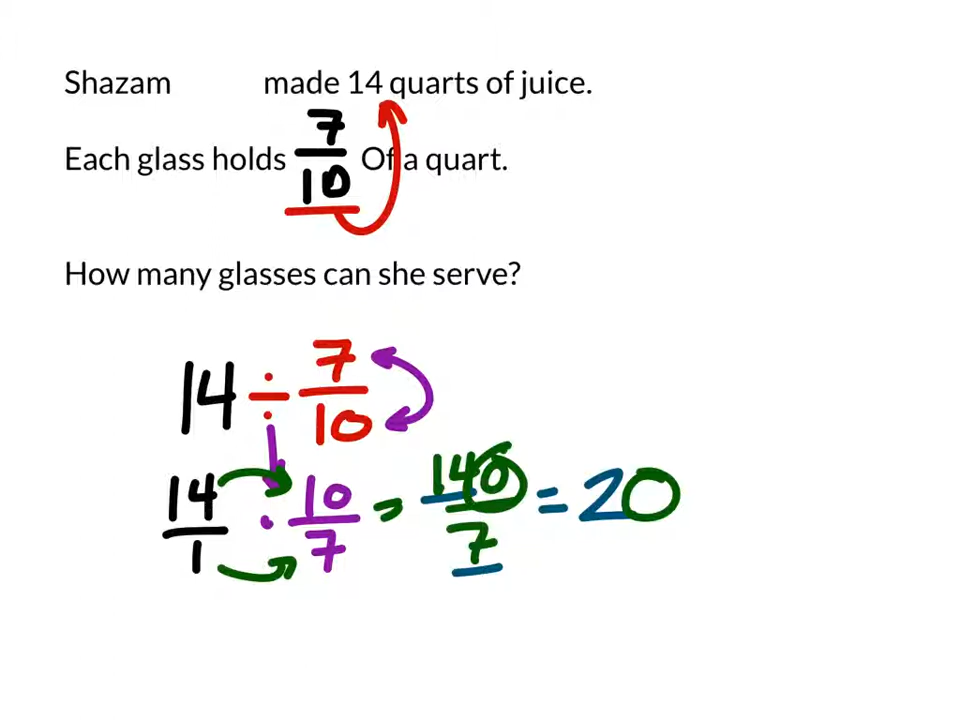 Shazam made 14 quarts of juice.
Each glass holds 7/10 Of a quart.
How many glasses can she serve?
14 ÷ 7/10
14/1 · 10/7 = 140/7 = 20